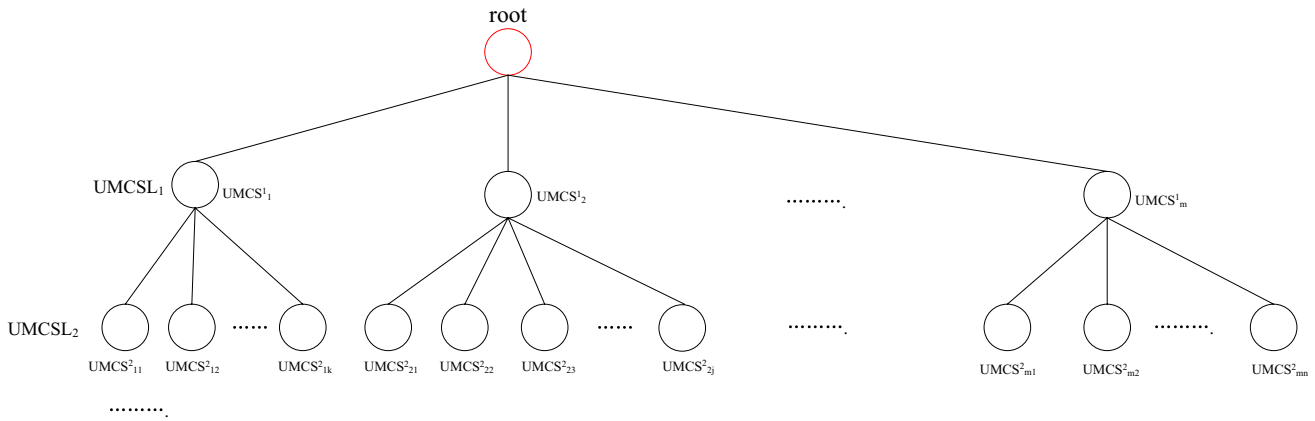 root
UMCSL₁ UMCS¹₁ UMCS¹₂ ………. UMCS¹ₘ
UMCSL₂ …… …… ………. ……….
UMCS²₁₁ UMCS²₁₂ UMCS²₁ₖ UMCS²₂₁ UMCS²₂₂ UMCS²₂₃ UMCS²₂ⱼ UMCS²ₘ₁ UMCS²ₘ₂ UMCS²ₘₙ
……….